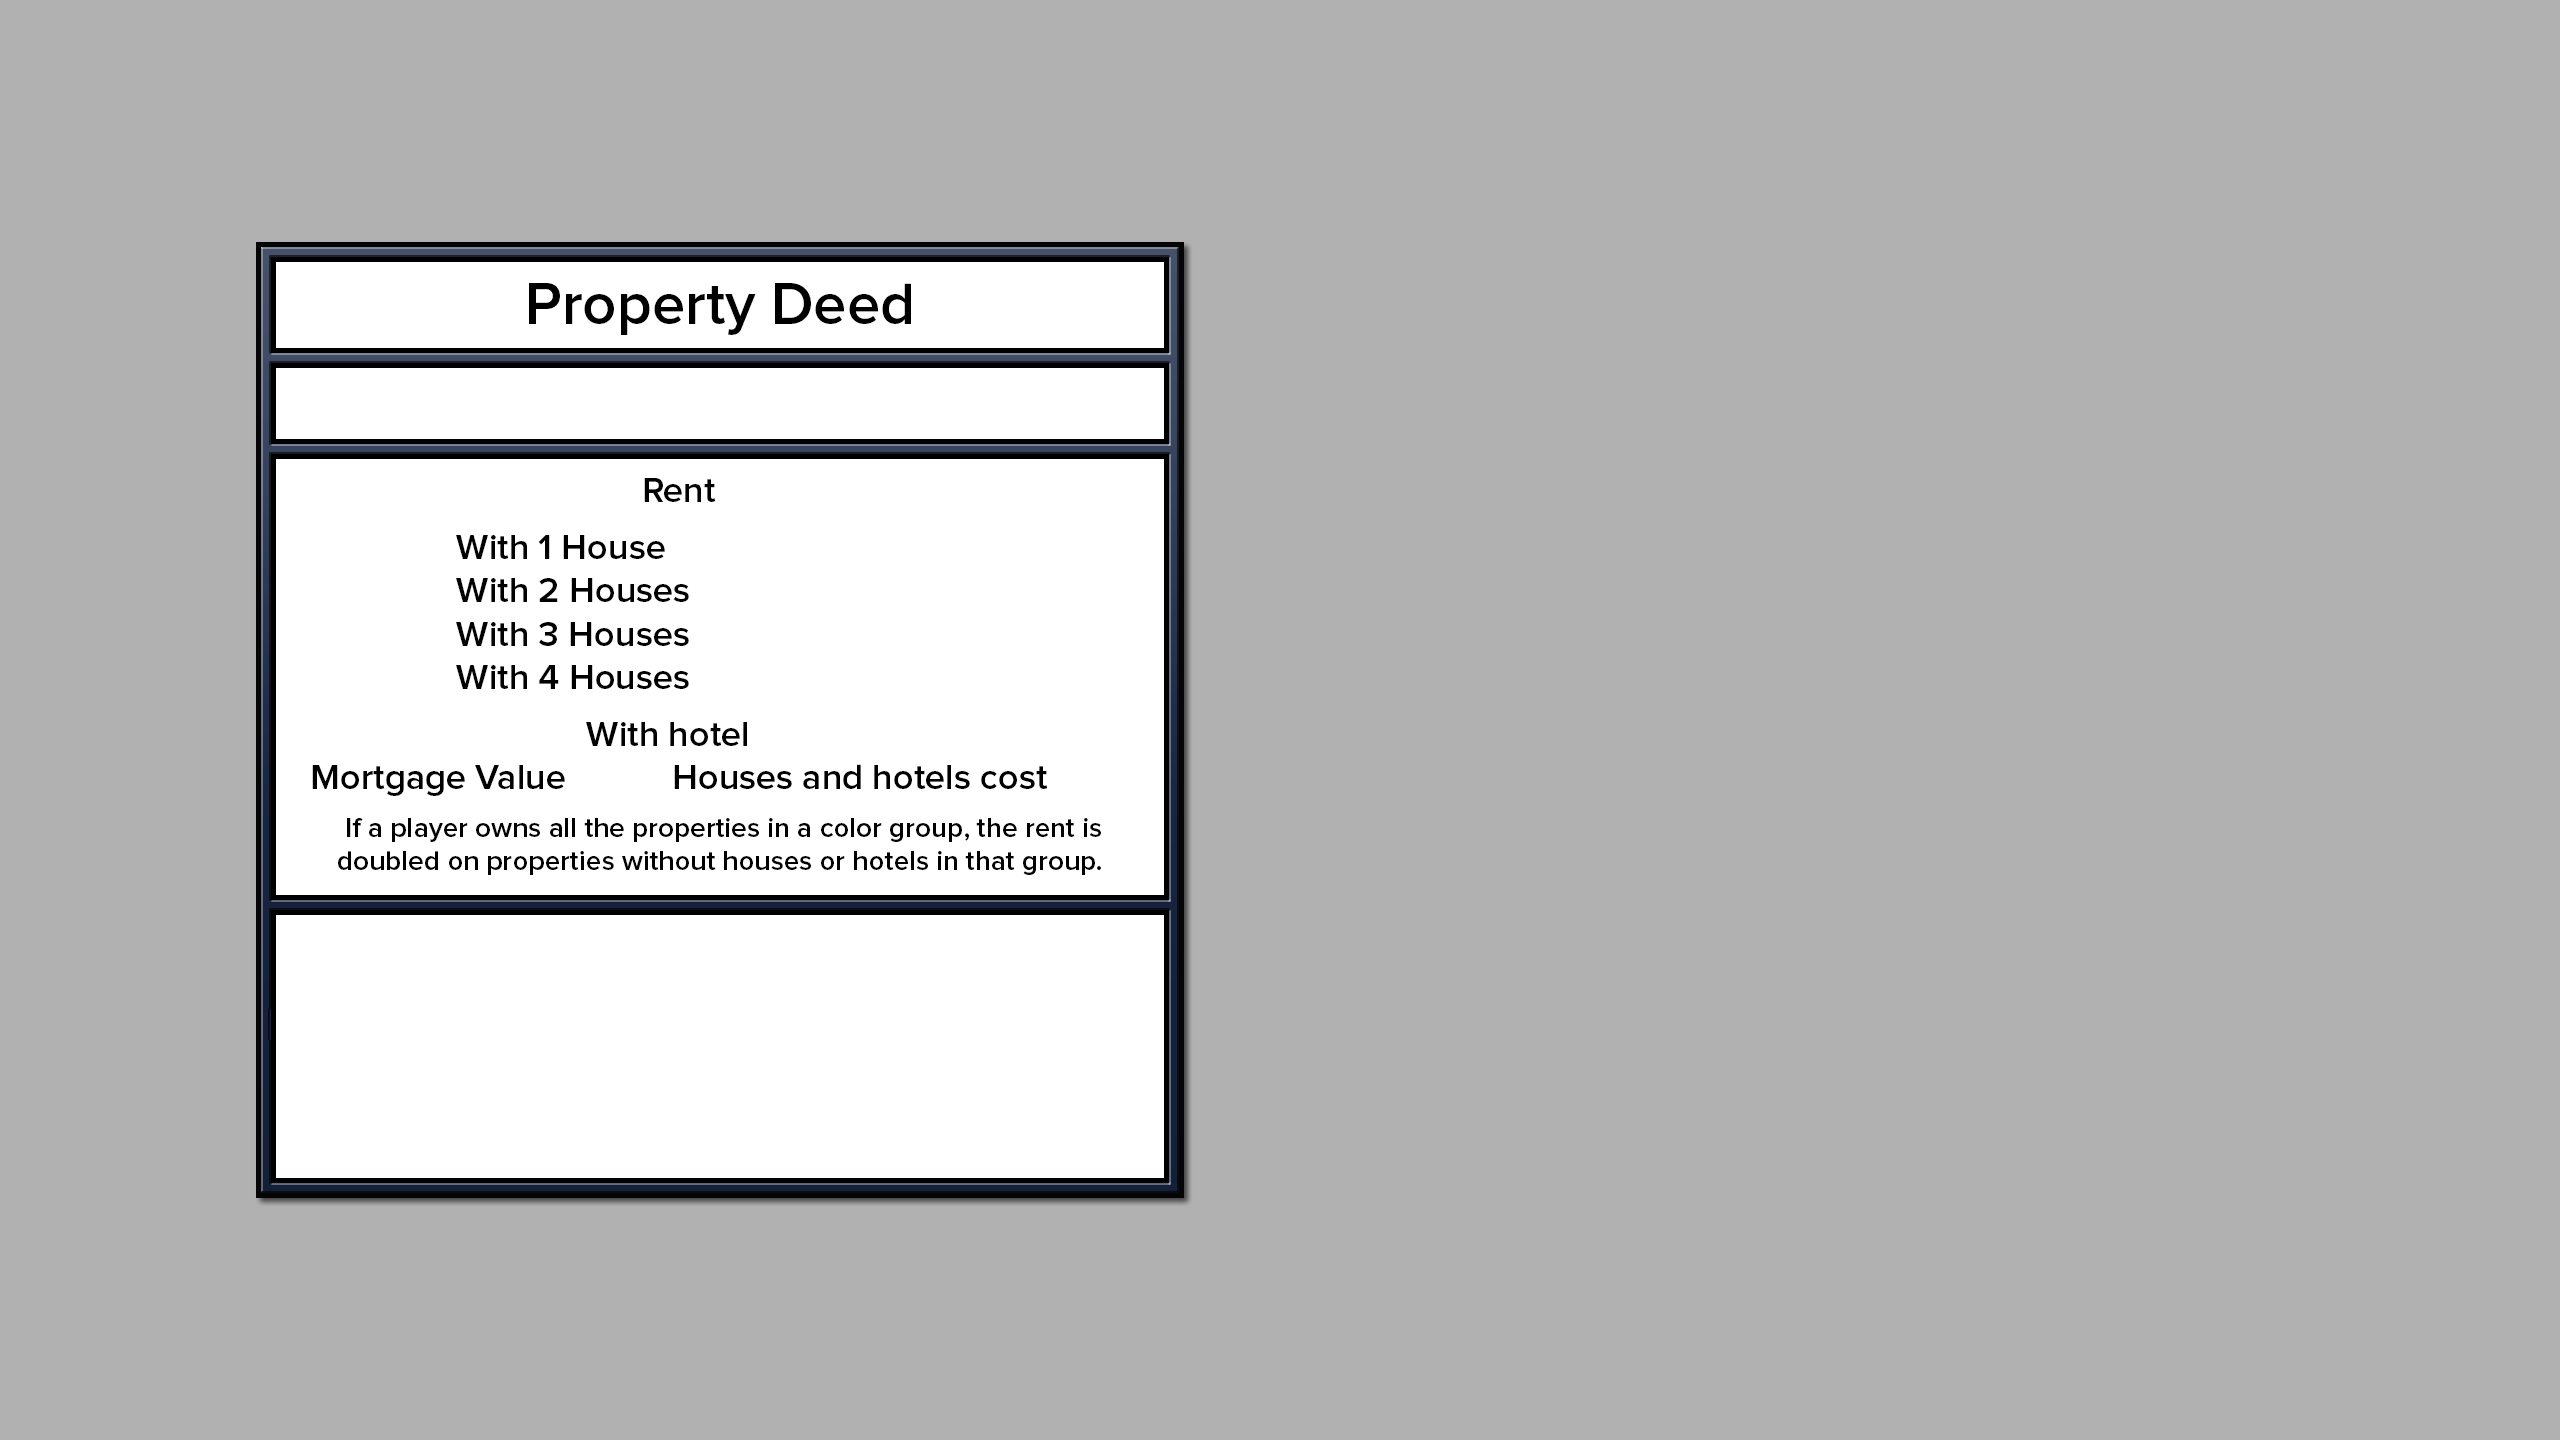 Property Deed
Rent
With 1 House
With 2 Houses
With 3 Houses
With 4 Houses
With hotel
Mortgage Value Houses and hotels cost
If a player owns all the properties in a color group, the rent is
doubled on properties without houses or hotels in that group.